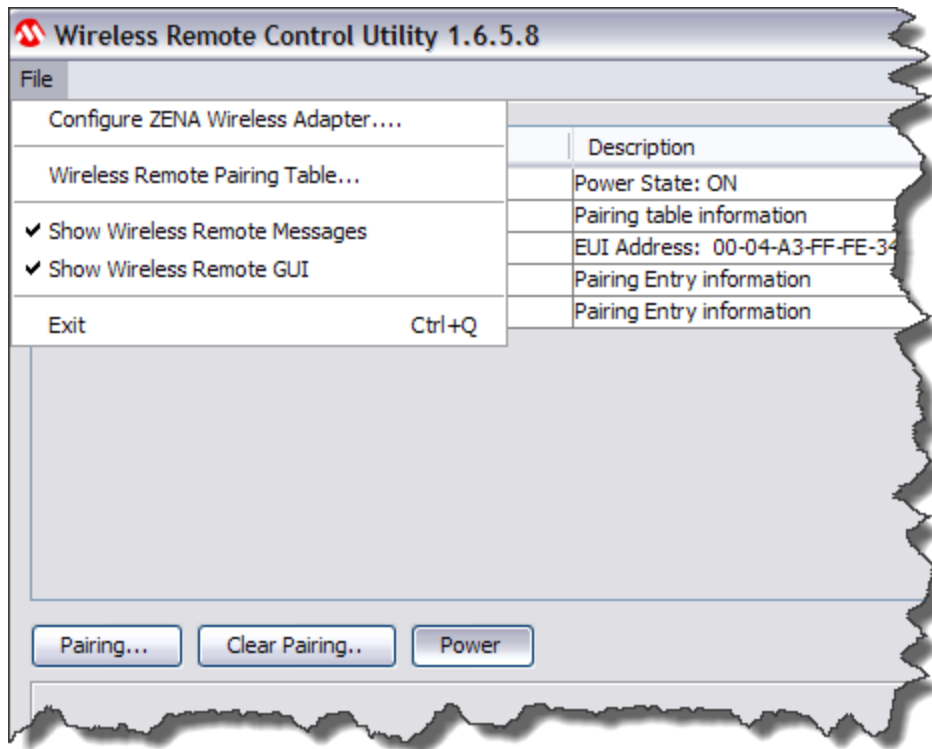 Wireless Remote Control Utility 1.6.5.8
File
Configure ZENA Wireless Adapter....
Wireless Remote Pairing Table...
Show Wireless Remote Messages
Show Wireless Remote GUI
Exit Ctrl+Q
Description
Power State: ON
Pairing table information
EUI Address: 00-04-A3-FF-FE-34
Pairing Entry information
Pairing Entry information
Pairing... Clear Pairing.. Power